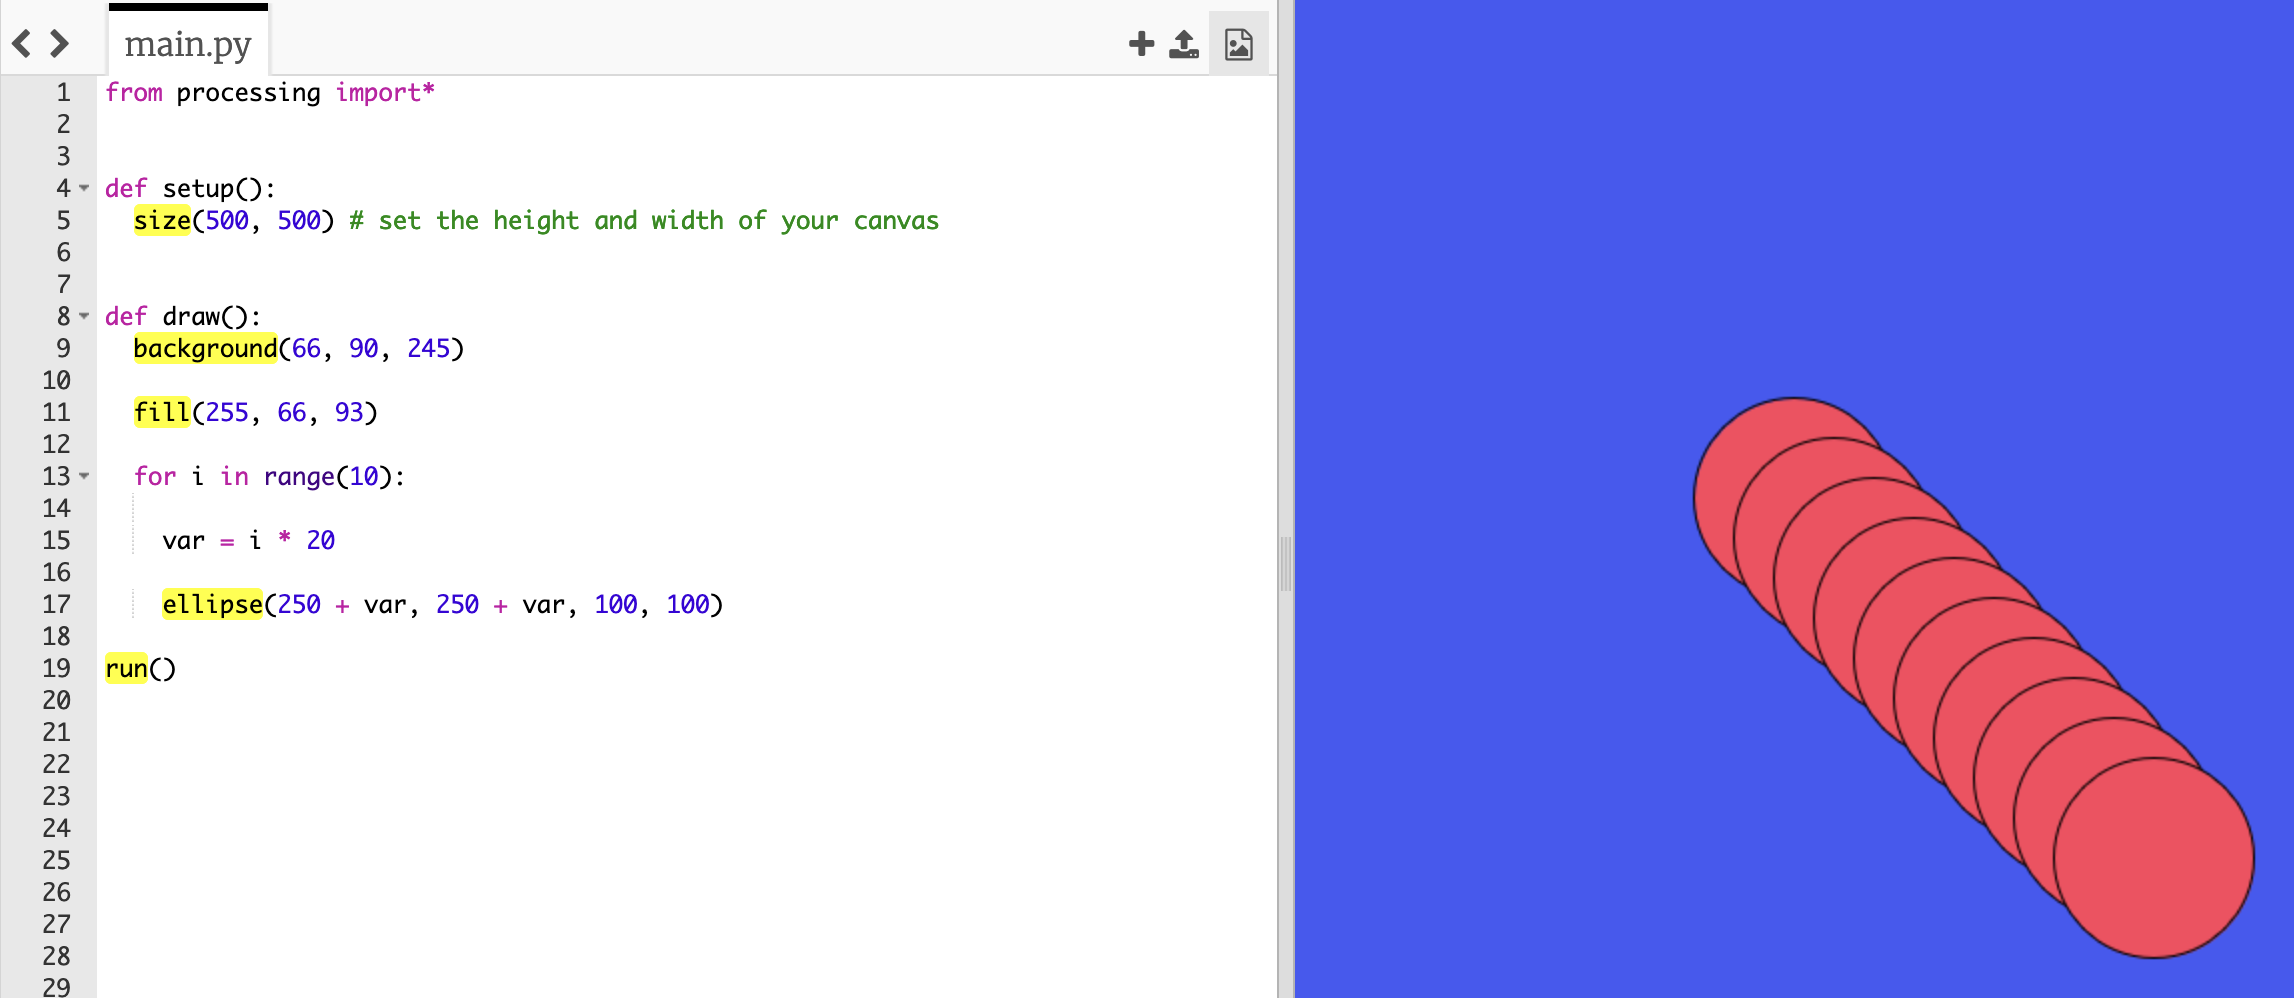 main.py
1 from processing import*
2
3
4 def setup():
5 size(500, 500) # set the height and width of your canvas
6
7
8 def draw():
9 background(66, 90, 245)
10
11 fill(255, 66, 93)
12
13 for i in range(10):
14
15 var = i * 20
16
17 ellipse(250 + var, 250 + var, 100, 100)
18
19 run()
20
21
22
23
24
25
26
27
28
29